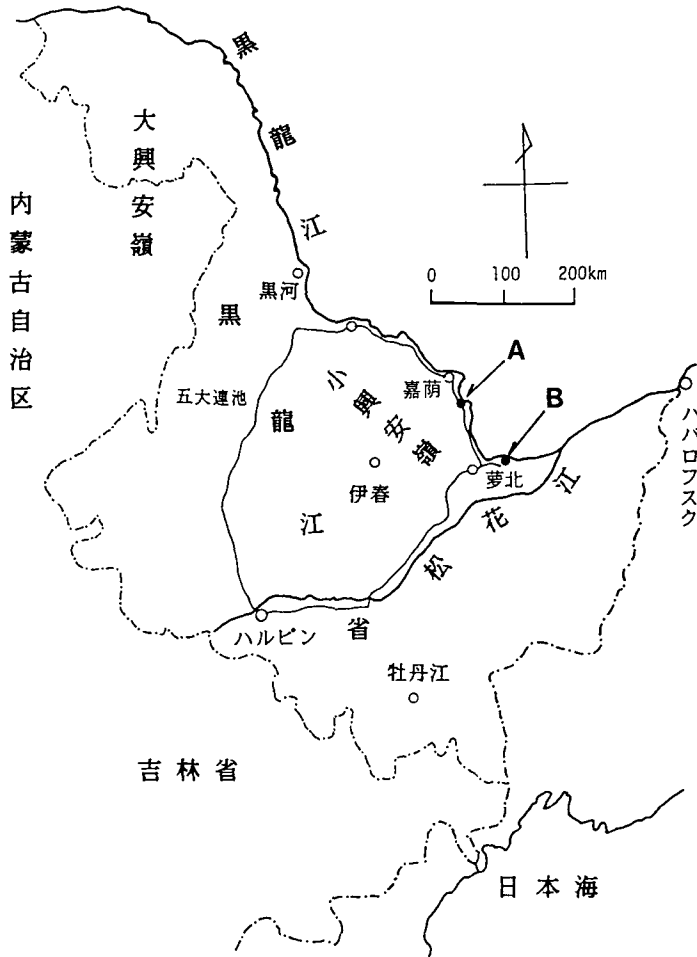 黒龍江
大興安嶺
内蒙古自治区
0 100 200km
黒河
黒龍江省
A
嘉荫
小興安嶺
五大連池
B
ハバロフスク
伊春
萝北
松花江
ハルピン
牡丹江
吉林省
日本海